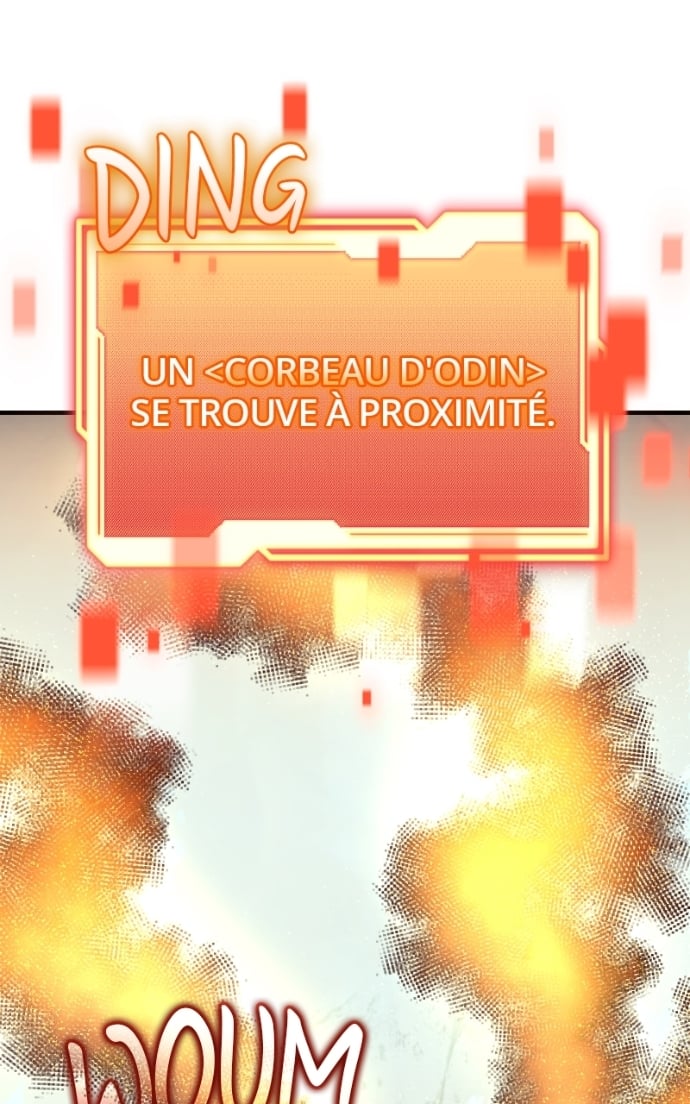 DING
UN <CORBEAU D'ODIN>
SE TROUVE À PROXIMITÉ.
WOUM